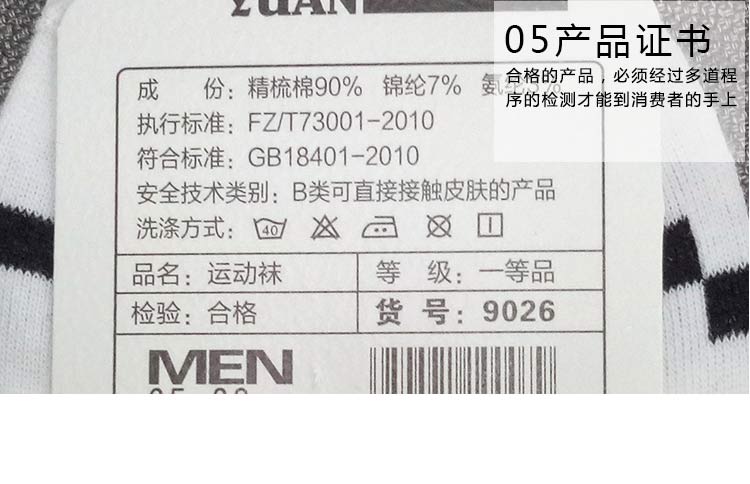 YUAN
05产品证书
合格的产品，必须经过多道程
序的检测才能到消费者的手上
成 份：精梳棉90% 锦纶7% 氨纶3%
执行标准：FZ/T73001-2010
符合标准：GB18401-2010
安全技术类别：B类可直接接触皮肤的产品
洗涤方式：40
品名：运动袜 等 级：一等品
检验：合格 货 号：9026
MEN